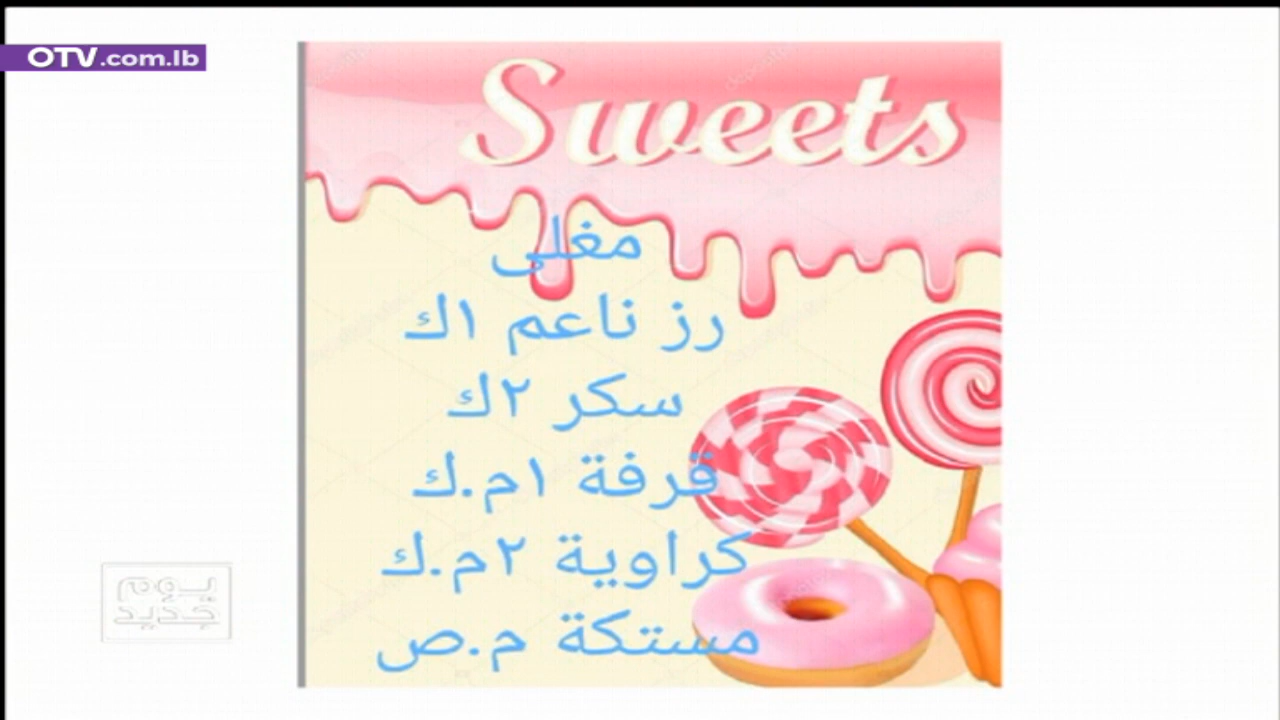 OTV.com.lb
Sweets
مغلي
رز ناعم ١ك
سكر ٢ك
قرفة ١م.ك
كراوية ٢م.ك
مستكة م.ص
يوم
جديد